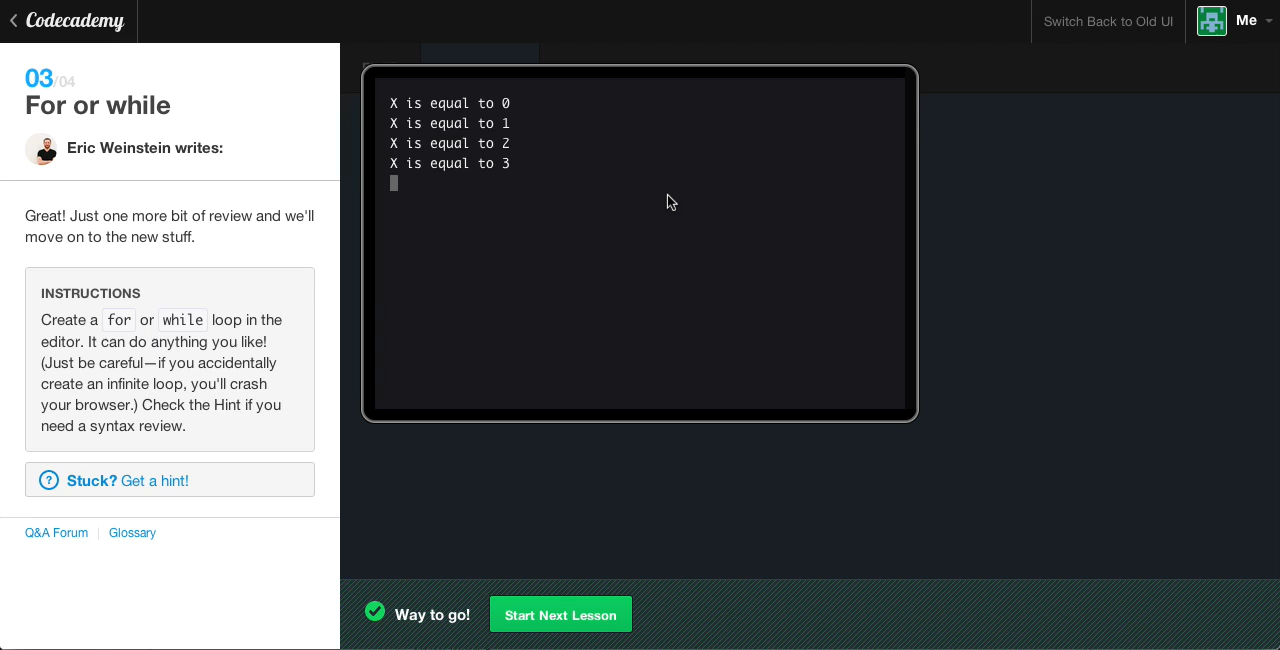 Codecademy
Switch Back to Old UI
Me
03/04
For or while
Eric Weinstein writes:
Great! Just one more bit of review and we'll
move on to the new stuff.
INSTRUCTIONS
Create a for or while loop in the
editor. It can do anything you like!
(Just be careful—if you accidentally
create an infinite loop, you'll crash
your browser.) Check the Hint if you
need a syntax review.
? Stuck? Get a hint!
Q&A Forum | Glossary
X is equal to 0
X is equal to 1
X is equal to 2
X is equal to 3
Way to go!
Start Next Lesson